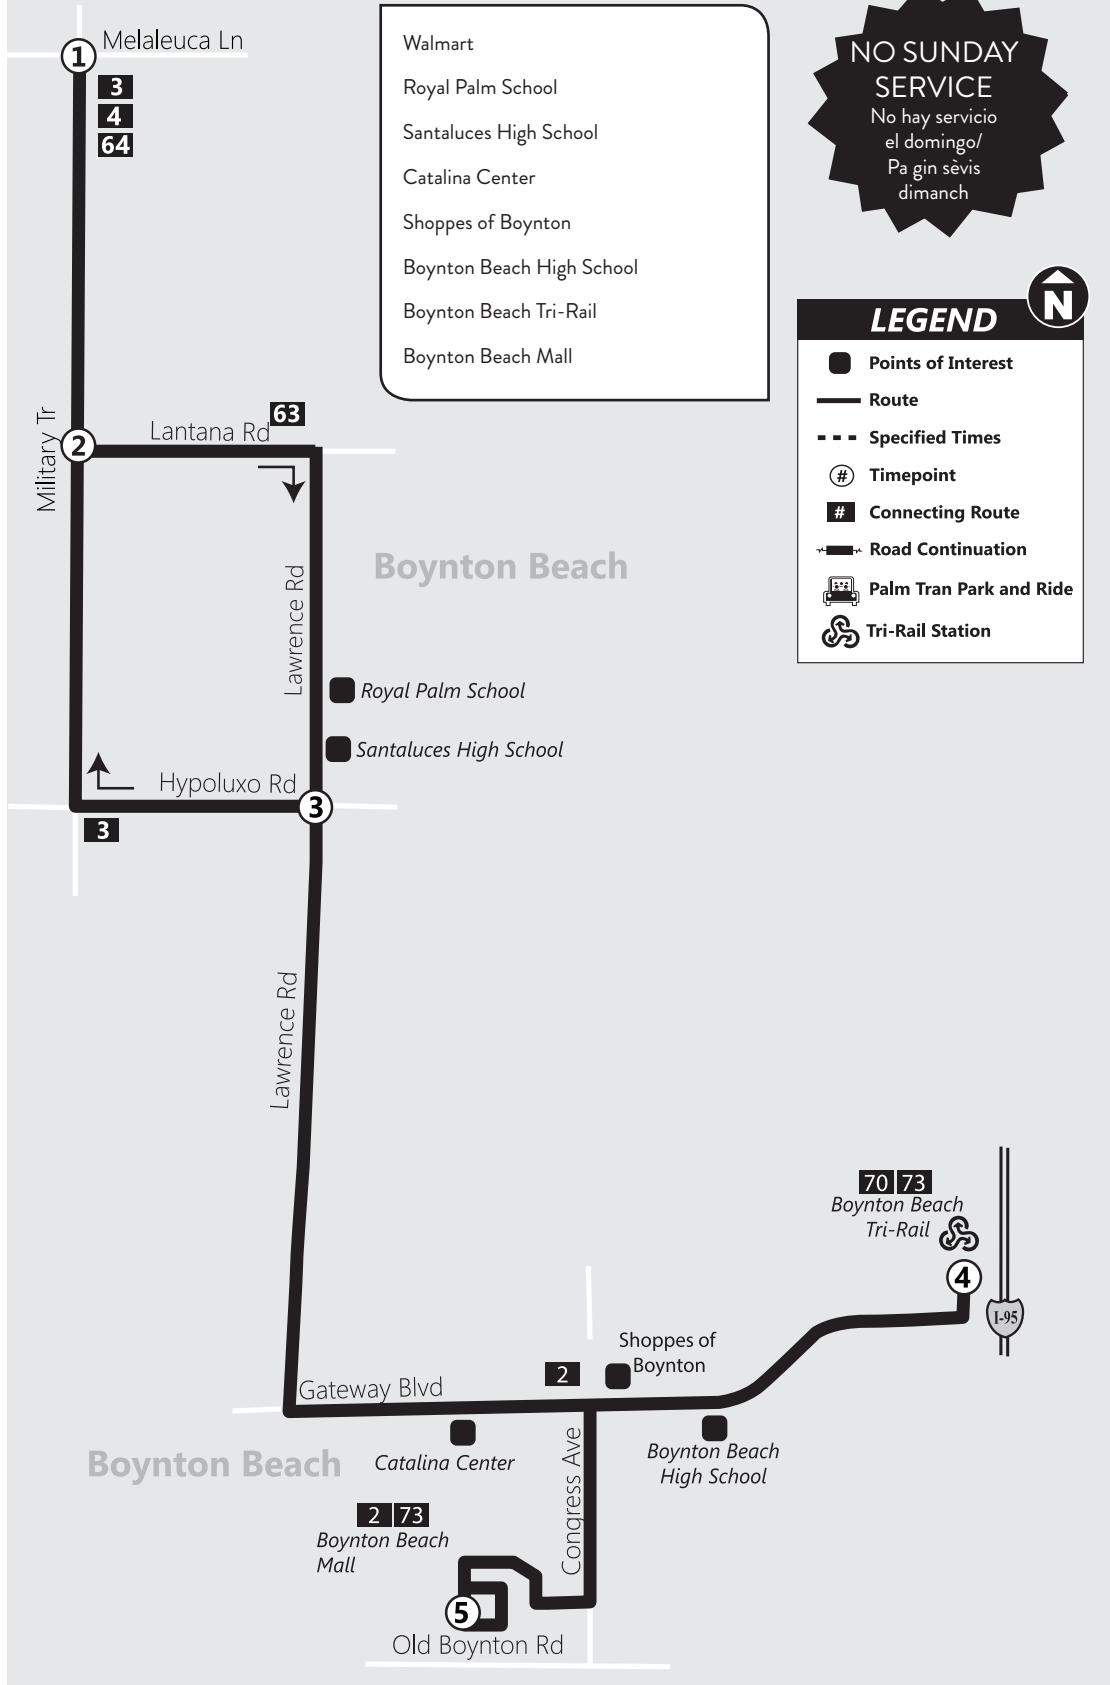 Melaleuca Ln
1
3
4
64
Walmart
Royal Palm School
Santaluces High School
Catalina Center
Shoppes of Boynton
Boynton Beach High School
Boynton Beach Tri-Rail
Boynton Beach Mall
NO SUNDAY
SERVICE
No hay servicio
el domingo/
Pa gin sèvis
dimanch
N
LEGEND
Points of Interest
Route
Specified Times
# Timepoint
# Connecting Route
Road Continuation
Palm Tran Park and Ride
Tri-Rail Station
Military Tr
2
Lantana Rd
63
Boynton Beach
Lawrence Rd
Royal Palm School
Santaluces High School
Hypoluxo Rd
3
3
Lawrence Rd
70 73
Boynton Beach
Tri-Rail
4
I-95
Shoppes of
Boynton
2
Gateway Blvd
Boynton Beach
Catalina Center
Congress Ave
Boynton Beach
High School
2 73
Boynton Beach
Mall
5
Old Boynton Rd